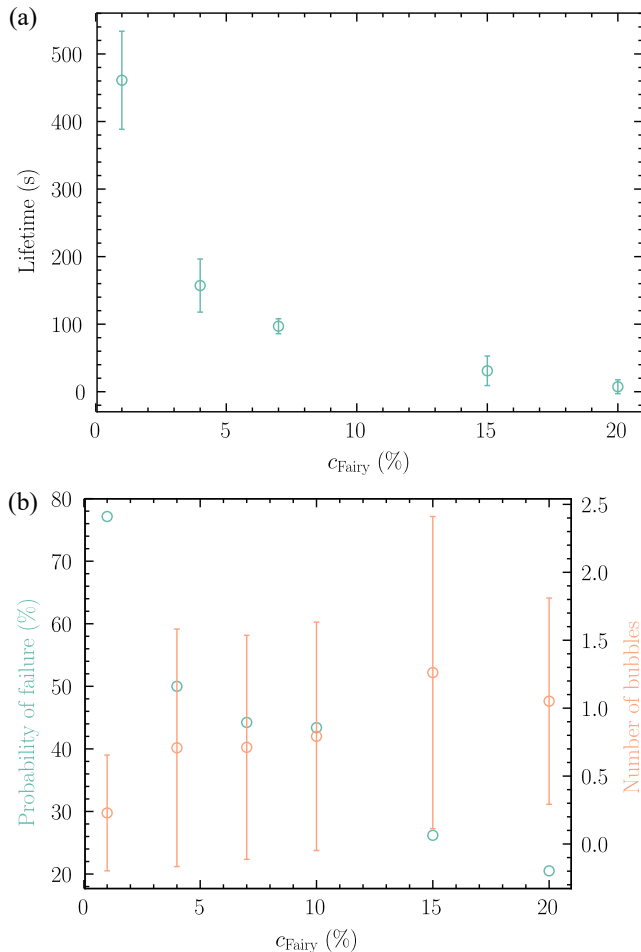 (a)
500
400
300
200
100
0
Lifetime (s)
0 5 10 15 20
c_Fairy (%)
(b)
80
70
60
50
40
30
20
Probability of failure (%)
2.5
2.0
1.5
1.0
0.5
0.0
Number of bubbles
0 5 10 15 20
c_Fairy (%)